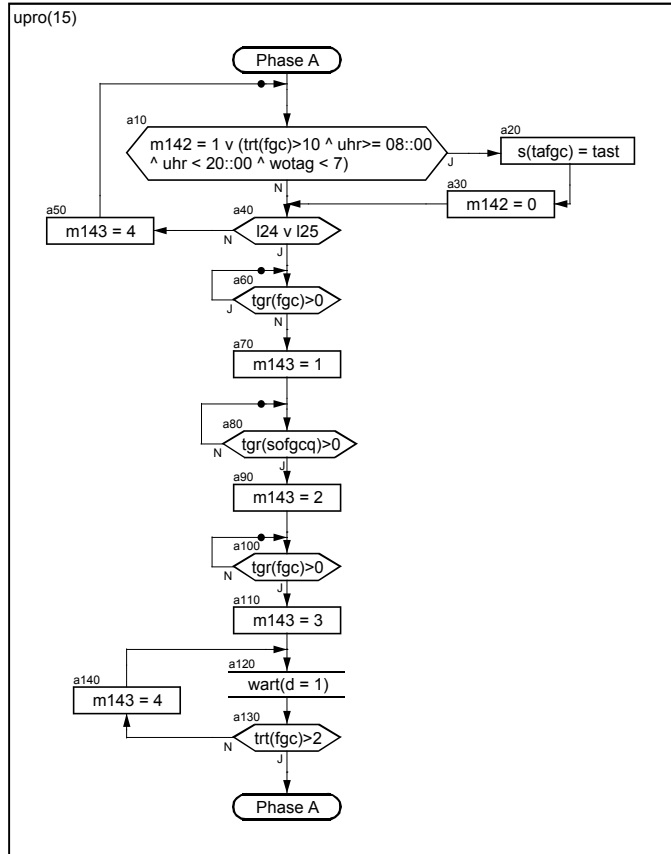 upro(15)
Phase A
a10
m142 = 1 v (trt(fgc)>10 ^ uhr>= 08::00
^ uhr < 20::00 ^ wotag < 7)
J
N
a20
s(tafgc) = tast
a30
m142 = 0
a40
l24 v l25
N
J
a50
m143 = 4
a60
tgr(fgc)>0
J
N
a70
m143 = 1
a80
tgr(sofgcq)>0
N
J
a90
m143 = 2
a100
tgr(fgc)>0
N
J
a110
m143 = 3
a120
wart(d = 1)
a140
m143 = 4
a130
trt(fgc)>2
N
J
Phase A